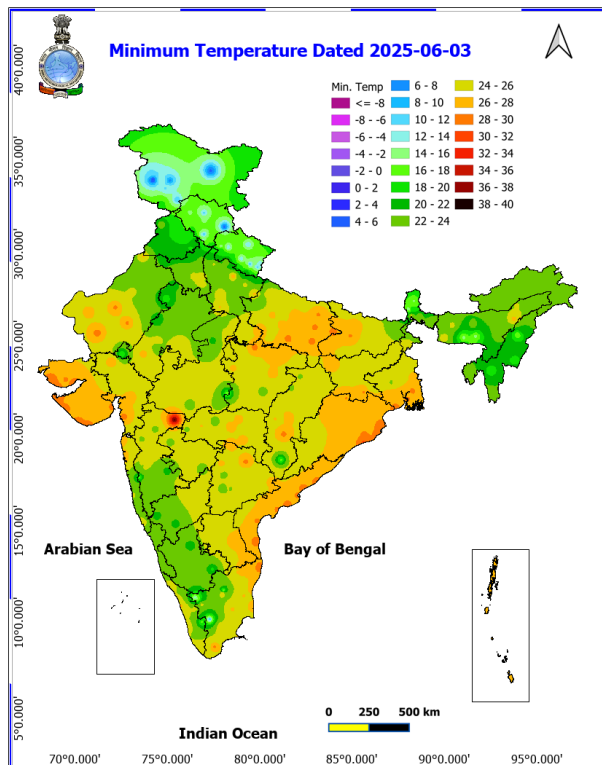 Minimum Temperature Dated 2025-06-03
Min. Temp
<= -8
-8 - -6
-6 - -4
-4 - -2
-2 - 0
0 - 2
2 - 4
4 - 6
6 - 8
8 - 10
10 - 12
12 - 14
14 - 16
16 - 18
18 - 20
20 - 22
22 - 24
24 - 26
26 - 28
28 - 30
30 - 32
32 - 34
34 - 36
36 - 38
38 - 40
40°0.000'
35°0.000'
30°0.000'
25°0.000'
20°0.000'
15°0.000'
10°0.000'
5°0.000'
Arabian Sea
Bay of Bengal
0 250 500 km
Indian Ocean
70°0.000' 75°0.000' 80°0.000' 85°0.000' 90°0.000' 95°0.000'